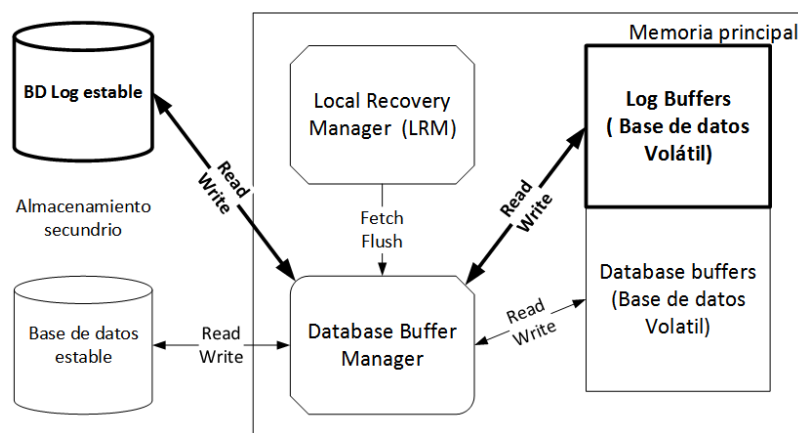 Memoria principal
BD Log estable
Local Recovery
Manager (LRM)
Log Buffers
( Base de datos
Volátil)
Read
Write
Read
Write
Almacenamiento
secundrio
Fetch
Flush
Database buffers
(Base de datos
Volatil)
Base de datos
estable
Read
Write
Database Buffer
Manager
Read
Write